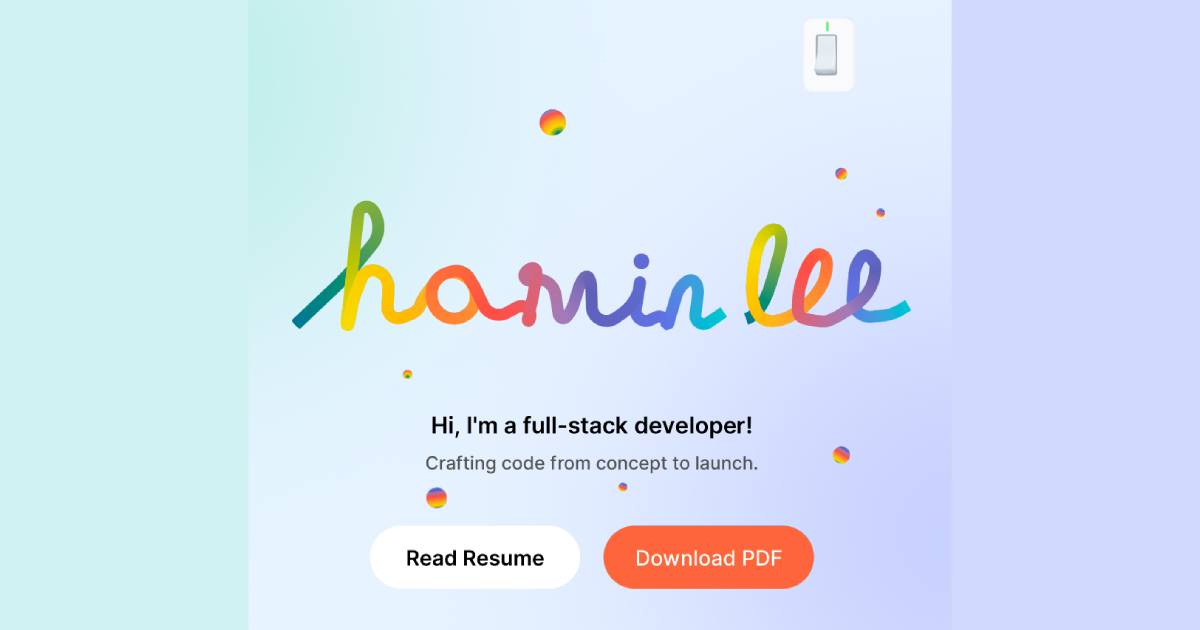 hamin lee
Hi, I'm a full-stack developer!
Crafting code from concept to launch.
Read Resume
Download PDF